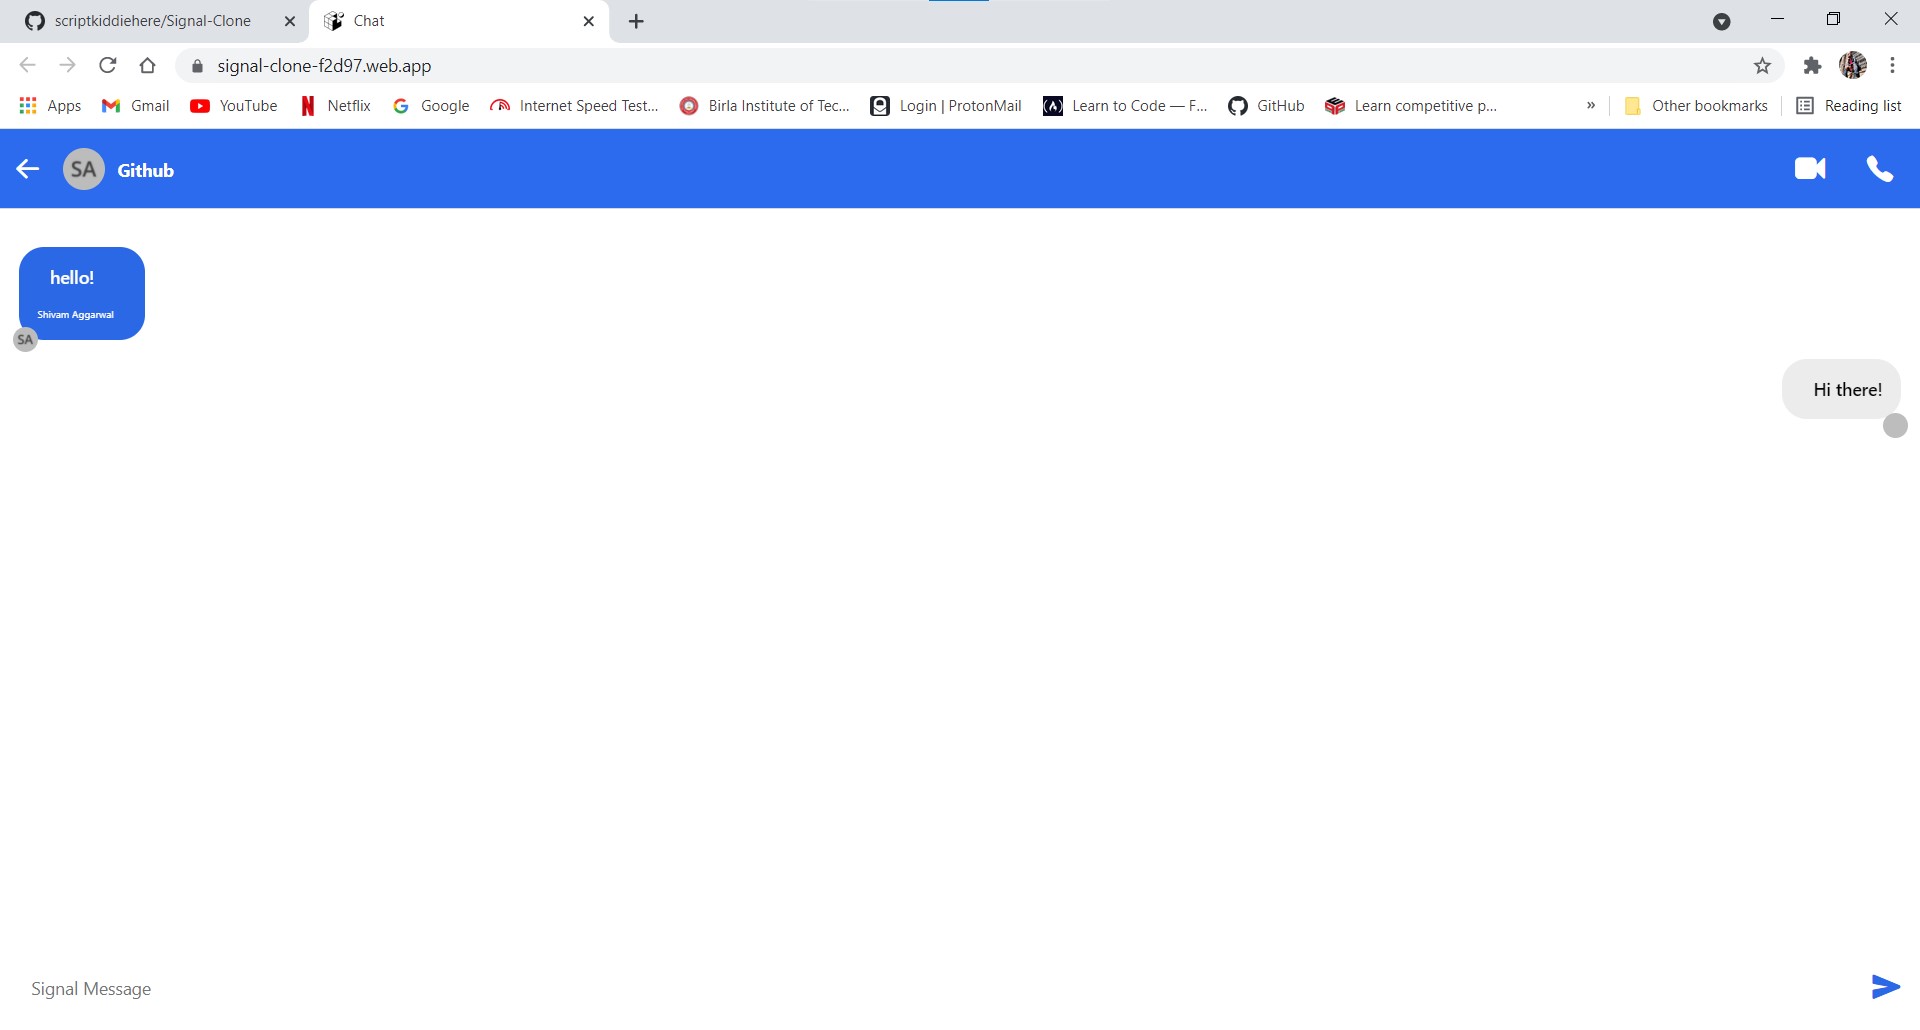 scriptkiddiehere/Signal-Clone
Chat
signal-clone-f2d97.web.app
Apps
Gmail
YouTube
Netflix
Google
Internet Speed Test...
Birla Institute of Tec...
Login | ProtonMail
Learn to Code — F...
GitHub
Learn competitive p...
»
Other bookmarks
Reading list
SA
Github
hello!
Shivam Aggarwal
SA
Hi there!
Signal Message